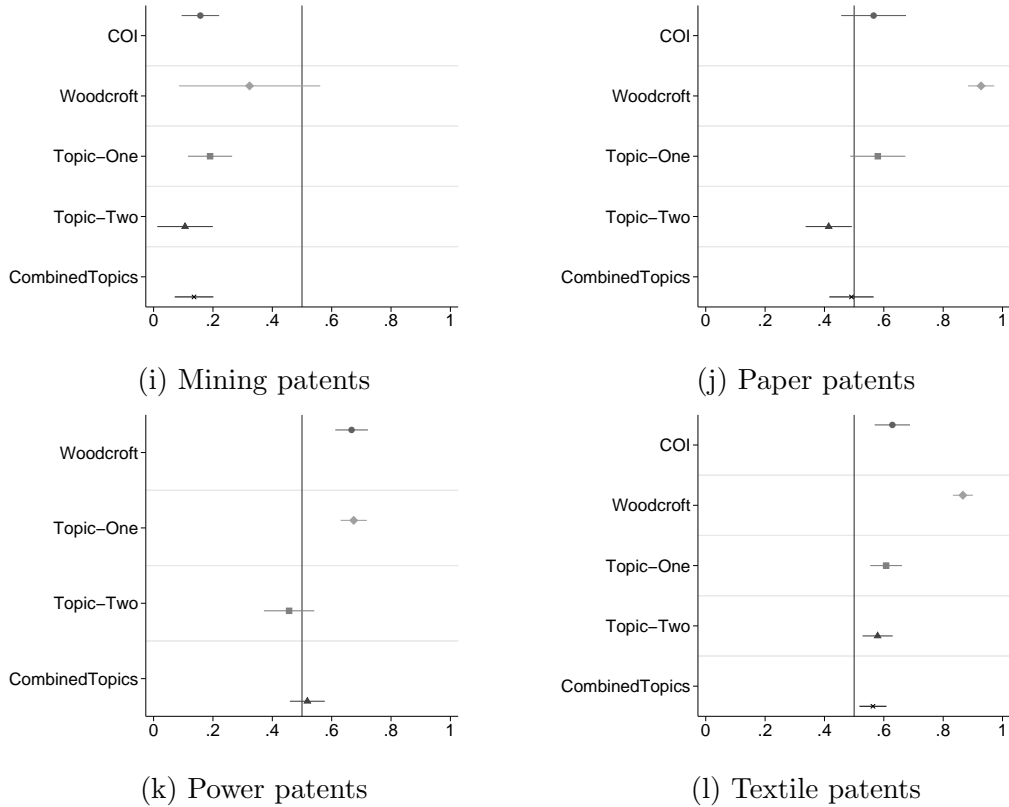 COI
Woodcroft
Topic−One
Topic−Two
CombinedTopics
0 .2 .4 .6 .8 1
(i) Mining patents
COI
Woodcroft
Topic−One
Topic−Two
CombinedTopics
0 .2 .4 .6 .8 1
(j) Paper patents
Woodcroft
Topic−One
Topic−Two
CombinedTopics
0 .2 .4 .6 .8 1
(k) Power patents
COI
Woodcroft
Topic−One
Topic−Two
CombinedTopics
0 .2 .4 .6 .8 1
(l) Textile patents